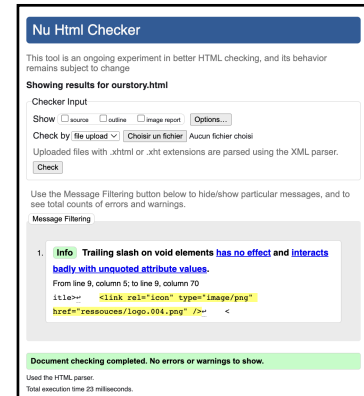 Nu Html Checker
This tool is an ongoing experiment in better HTML checking, and its behavior
remains subject to change
Showing results for ourstory.html
Checker Input
Show source outline image report Options…
Check by file upload Choisir un fichier Aucun fichier choisi
Uploaded files with .xhtml or .xht extensions are parsed using the XML parser.
Check
Use the Message Filtering button below to hide/show particular messages, and to
see total counts of errors and warnings.
Message Filtering
1. Info Trailing slash on void elements has no effect and interacts
badly with unquoted attribute values.
From line 9, column 5; to line 9, column 70
itle>↩ <link rel="icon" type="image/png"
href="ressouces/logo.004.png" />↩ <
Document checking completed. No errors or warnings to show.
Used the HTML parser.
Total execution time 23 milliseconds.